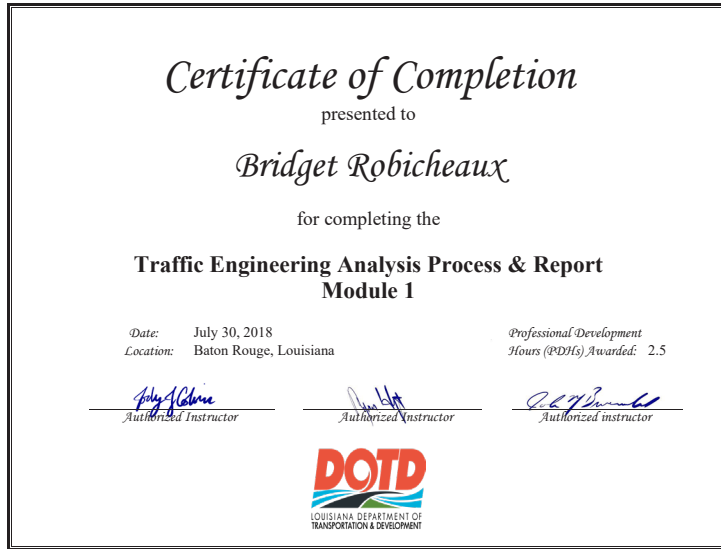 Certificate of Completion
presented to
Bridget Robicheaux
for completing the
Traffic Engineering Analysis Process & Report
Module 1
Date: July 30, 2018
Location: Baton Rouge, Louisiana
Professional Development
Hours (PDHs) Awarded: 2.5
Authorized Instructor
Authorized Instructor
Authorized instructor
DOTD
LOUISIANA DEPARTMENT OF
TRANSPORTATION & DEVELOPMENT